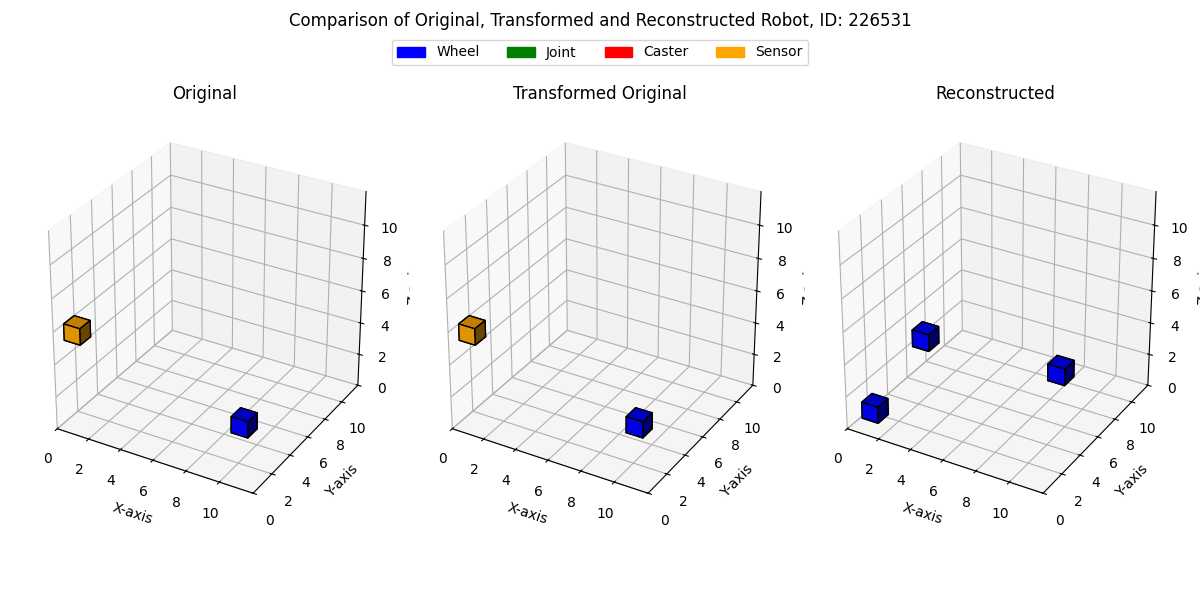 Comparison of Original, Transformed and Reconstructed Robot, ID: 226531
Wheel Joint Caster Sensor
Original Transformed Original Reconstructed
10 10 10
8 8 8
6 6 6
4 4 4
2 2 2
0 0 0
10 10 10
8 8 8
6 6 6
4 4 4
2 2 2
0 0 0
0 2 4 6 8 10 0 2 4 6 8 10 0 2 4 6 8 10
X-axis Y-axis X-axis Y-axis X-axis Y-axis